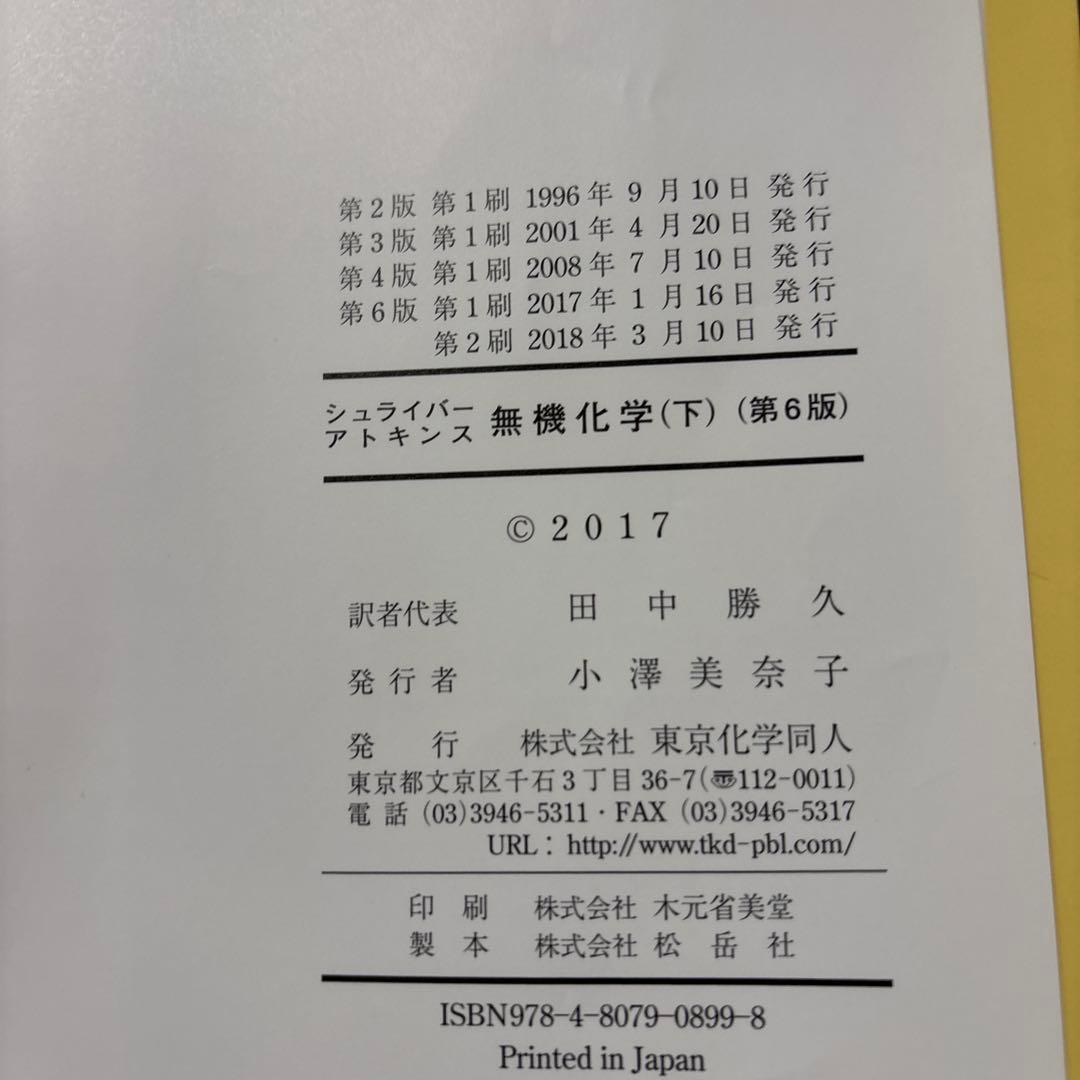 第2版 第1刷 1996年 9 月10日 発行
第3版 第1刷 2001年 4 月20日 発行
第4版 第1刷 2008年 7 月10日 発行
第6版 第1刷 2017年 1 月16日 発行
第2刷 2018年 3 月10日 発行
シュライバー
アトキンス 無機化学(下) (第6版)
© 2017
訳者代表 田中勝久
発行者 小澤美奈子
発行 株式会社 東京化学同人
東京都文京区千石3丁目36-7(〠112-0011)
電話 (03)3946-5311・FAX (03)3946-5317
URL: http://www.tkd-pbl.com/
印刷 株式会社 木元省美堂
製本 株式会社 松岳社
ISBN978-4-8079-0899-8
Printed in Japan